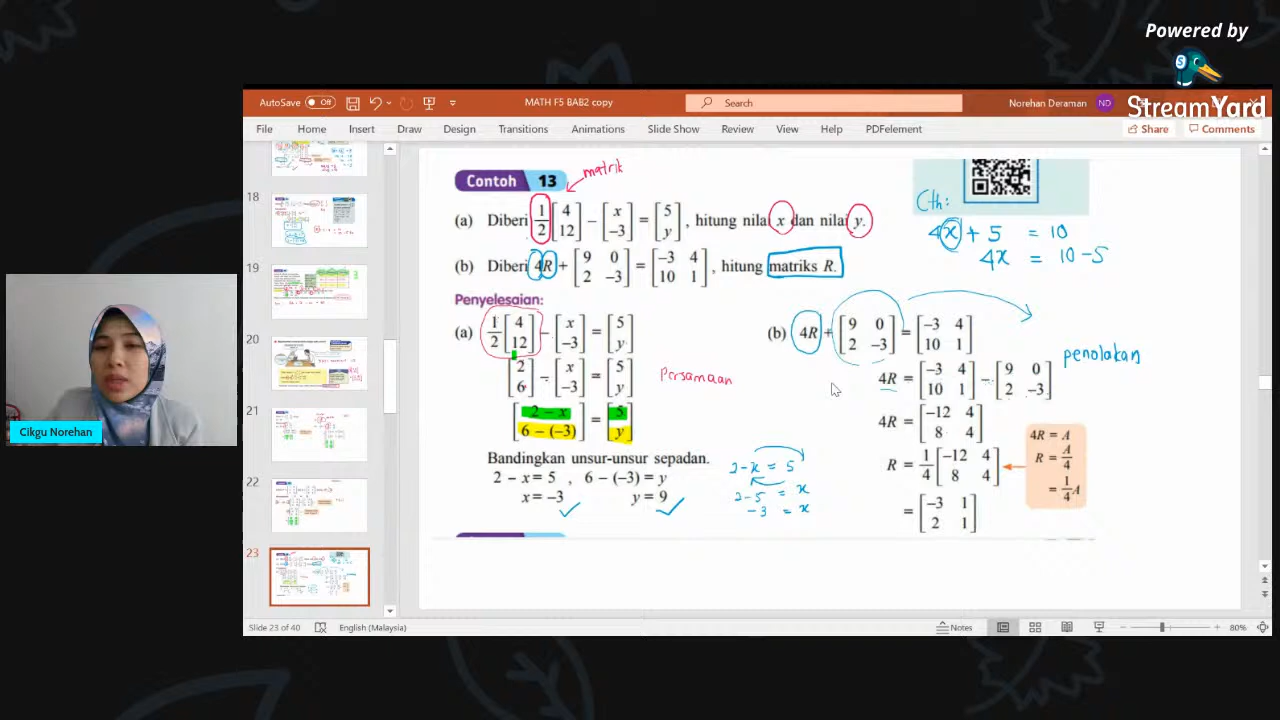 Powered by
StreamYard
AutoSave Off
MATH F5 BAB2 copy
Search
Norehan Deraman ND
File Home Insert Draw Design Transitions Animations Slide Show Review View Help PDFelement
Share Comments
18
19
20
21
22
23
Contoh 13
matrik
(a) Diberi 1/2 [4 12] − [x −3] = [5 y], hitung nilai x dan nilai y.
(b) Diberi 4R + [9 0 2 −3] = [−3 4 10 1], hitung matriks R.
Cth:
4x + 5 = 10
4x = 10 - 5
Penyelesaian:
(a) 1/2 [4 12] − [x −3] = [5 y]
[2 6] − [x −3] = [5 y]
Persamaan
[2 − x 6 − (−3)] = [5 y]
Bandingkan unsur-unsur sepadan.
2 − x = 5 , 6 − (−3) = y
x = −3 y = 9
2-x = 5
2-5 = x
-3 = x
(b) 4R + [9 0 2 −3] = [−3 4 10 1]
penolakan
4R = [−3 4 10 1] − [9 0 2 −3]
4R = [−12 4 8 4]
R = 1/4 [−12 4 8 4]
= [−3 1 2 1]
4R = A
R = A/4
= 1/4 A
Cikgu Norehan
Slide 23 of 40 English (Malaysia)
Notes
80%